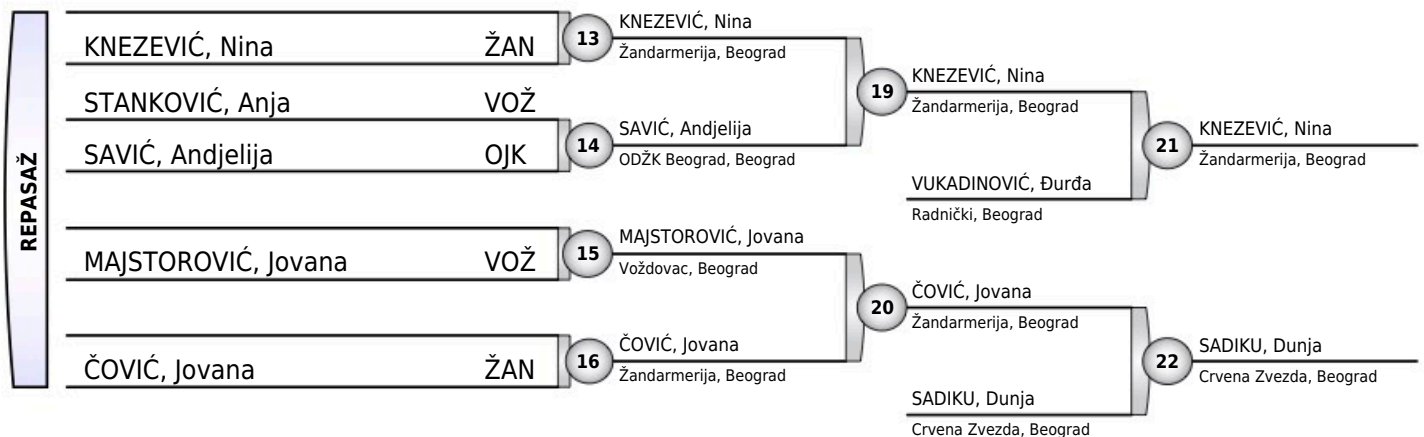 REPASAŽ
KNEZEVIĆ, Nina ŽAN
STANKOVIĆ, Anja VOŽ
SAVIĆ, Andjelija OJK
MAJSTOROVIĆ, Jovana VOŽ
ČOVIĆ, Jovana ŽAN
13
KNEZEVIĆ, Nina
Žandarmerija, Beograd
14
SAVIĆ, Andjelija
ODŽK Beograd, Beograd
15
MAJSTOROVIĆ, Jovana
Voždovac, Beograd
16
ČOVIĆ, Jovana
Žandarmerija, Beograd
19
KNEZEVIĆ, Nina
Žandarmerija, Beograd
VUKADINOVIĆ, Đurđa
Radnički, Beograd
20
ČOVIĆ, Jovana
Žandarmerija, Beograd
SADIKU, Dunja
Crvena Zvezda, Beograd
21
KNEZEVIĆ, Nina
Žandarmerija, Beograd
22
SADIKU, Dunja
Crvena Zvezda, Beograd